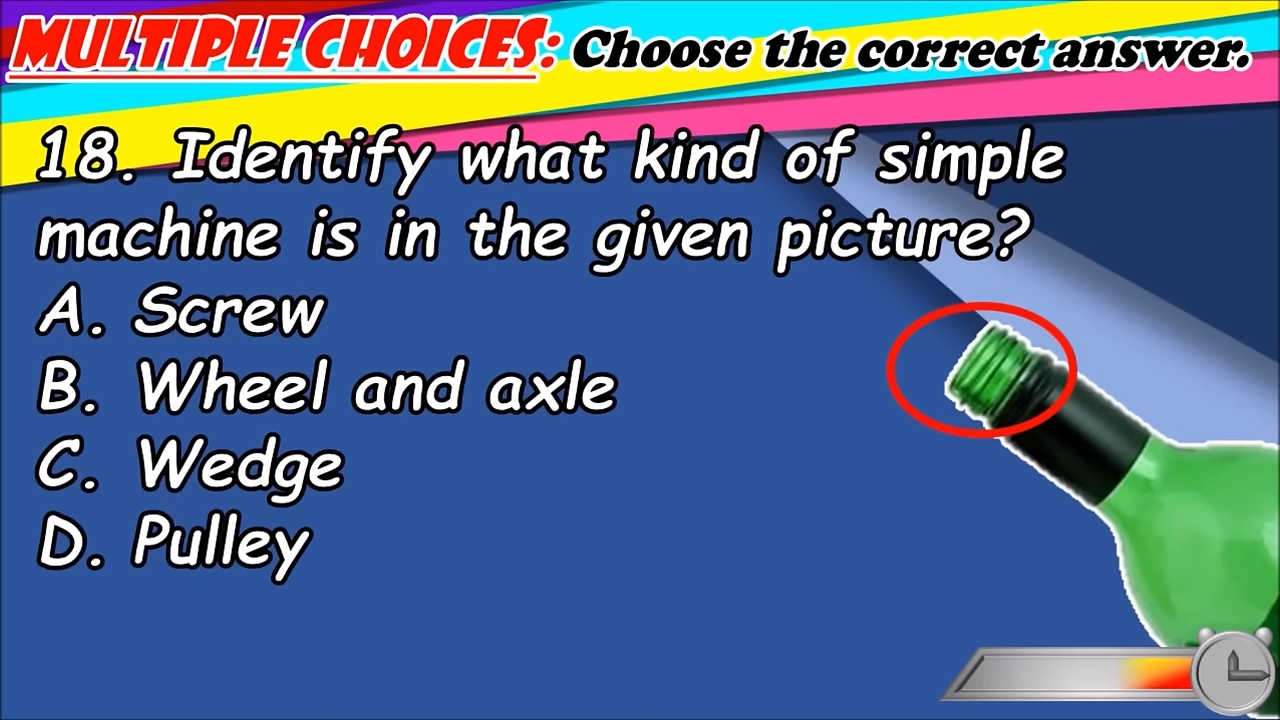 MULTIPLE CHOICES: Choose the correct answer.
18. Identify what kind of simple
machine is in the given picture?
A. Screw
B. Wheel and axle
C. Wedge
D. Pulley